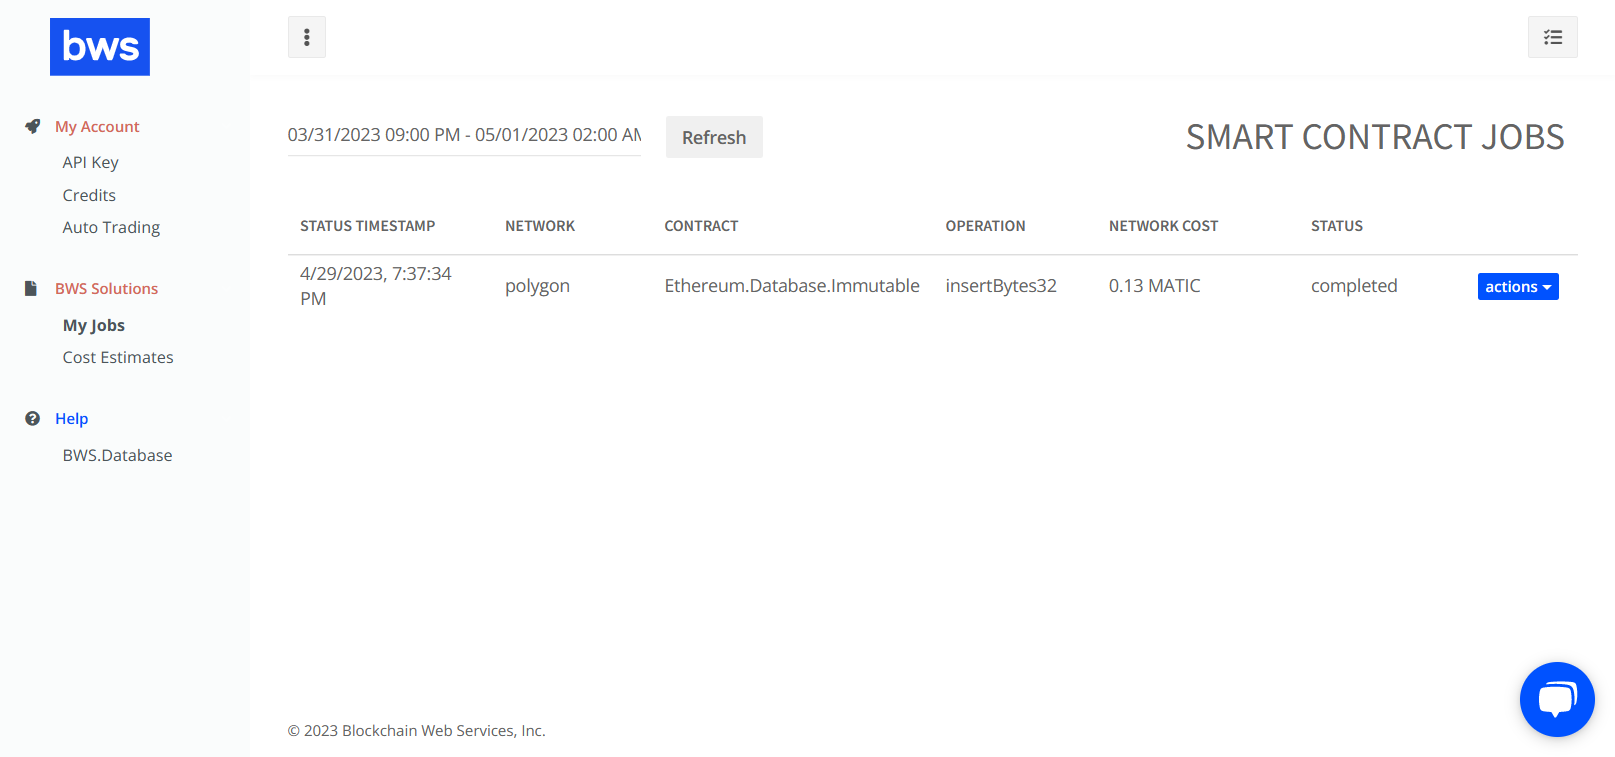 bws
My Account
API Key
Credits
Auto Trading
BWS Solutions
My Jobs
Cost Estimates
Help
BWS.Database
03/31/2023 09:00 PM - 05/01/2023 02:00 AM
Refresh
SMART CONTRACT JOBS
STATUS TIMESTAMP NETWORK CONTRACT OPERATION NETWORK COST STATUS
4/29/2023, 7:37:34 PM polygon Ethereum.Database.Immutable insertBytes32 0.13 MATIC completed actions
© 2023 Blockchain Web Services, Inc.